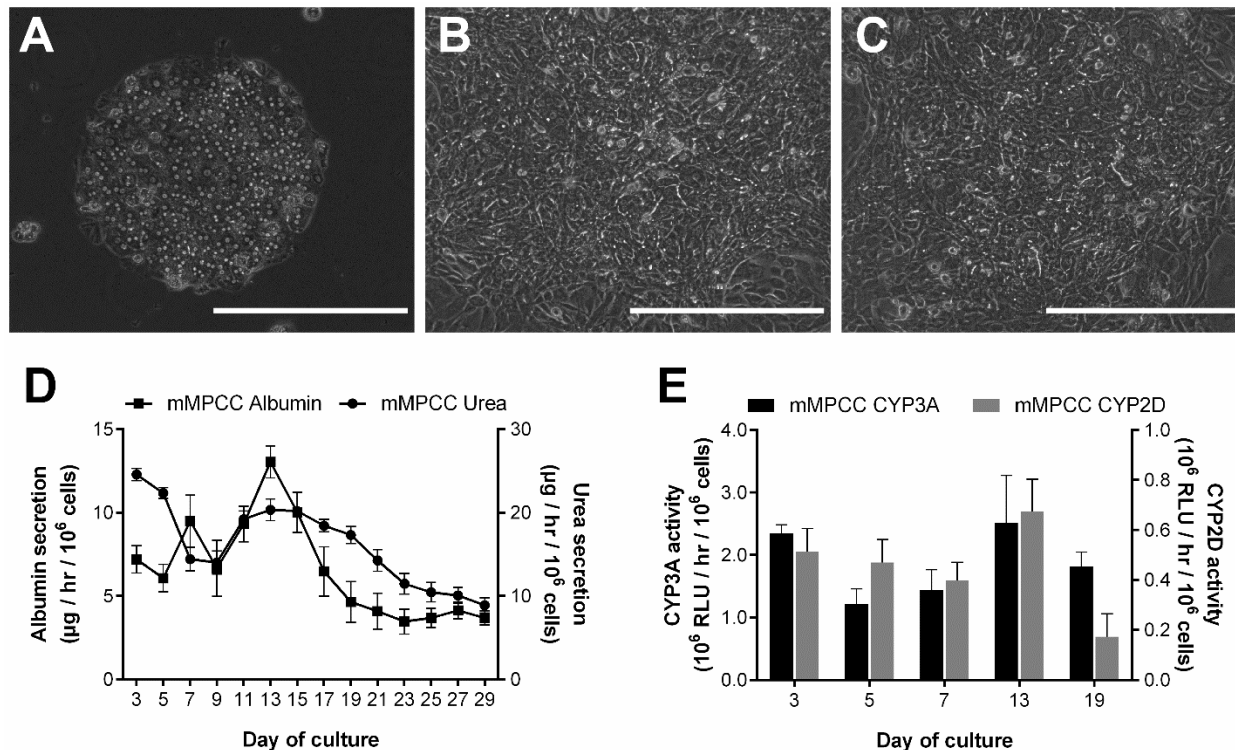 A
B
C
D
mMPCC Albumin
mMPCC Urea
15
10
5
0
30
20
10
0
Albumin secretion
(µg / hr / 10⁶ cells)
Urea secretion
(µg / hr / 10⁶ cells)
3 5 7 9 11 13 15 17 19 21 23 25 27 29
Day of culture
E
mMPCC CYP3A
mMPCC CYP2D
4.0
3.0
2.0
1.0
0.0
1.0
0.8
0.6
0.4
0.2
0.0
CYP3A activity
(10⁶ RLU / hr / 10⁶ cells)
CYP2D activity
(10⁶ RLU / hr / 10⁶ cells)
3 5 7 13 19
Day of culture